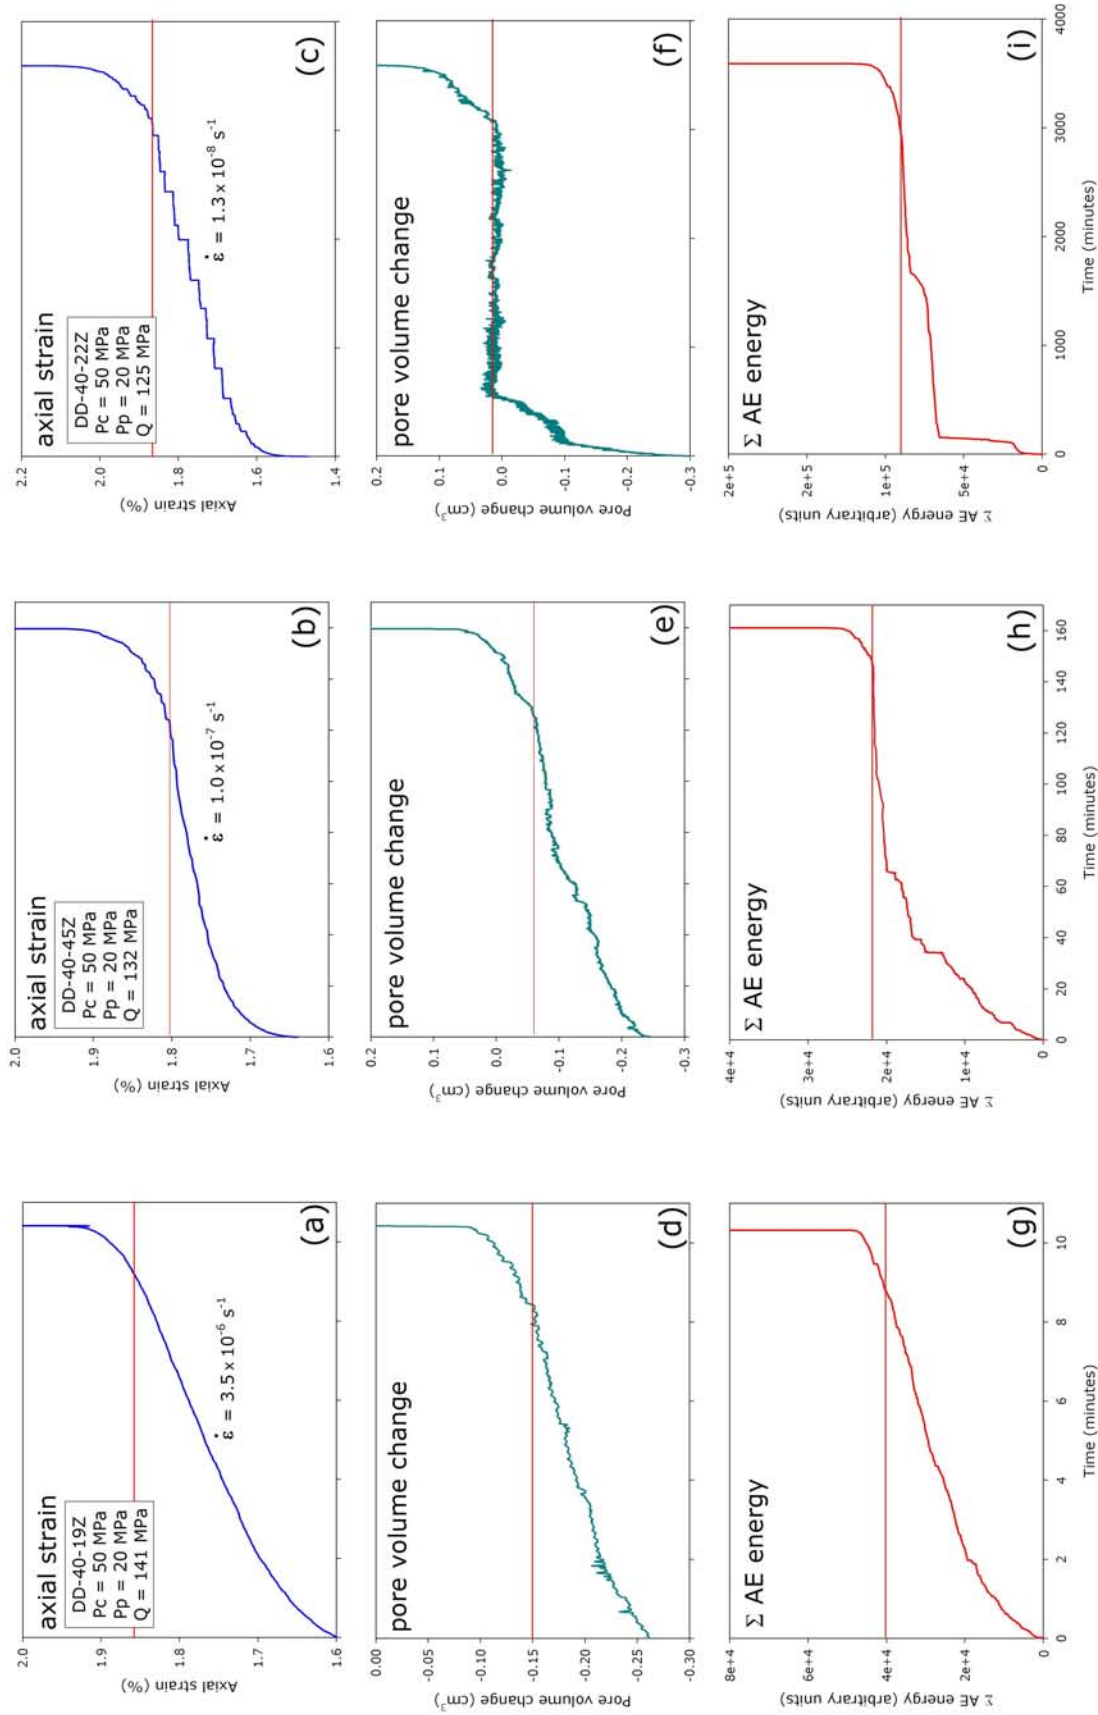 axial strain
DD-40-19Z
Pc = 50 MPa
Pp = 20 MPa
Q = 141 MPa
ε̇ = 3.5 x 10⁻⁶ s⁻¹
(a)
Axial strain (%)
2.0
1.9
1.8
1.7
1.6
axial strain
DD-40-45Z
Pc = 50 MPa
Pp = 20 MPa
Q = 132 MPa
ε̇ = 1.0 x 10⁻⁷ s⁻¹
(b)
Axial strain (%)
2.0
1.9
1.8
1.7
1.6
axial strain
DD-40-22Z
Pc = 50 MPa
Pp = 20 MPa
Q = 125 MPa
ε̇ = 1.3 x 10⁻⁸ s⁻¹
(c)
Axial strain (%)
2.2
2.0
1.8
1.6
1.4
pore volume change
(d)
Pore volume change (cm³)
0.00
-0.05
-0.10
-0.15
-0.20
-0.25
-0.30
pore volume change
(e)
Pore volume change (cm³)
0.2
0.1
0.0
-0.1
-0.2
-0.3
pore volume change
(f)
Pore volume change (cm³)
0.2
0.1
0.0
-0.1
-0.2
-0.3
Σ AE energy
(g)
Σ AE energy (arbitrary units)
8e+4
6e+4
4e+4
2e+4
0
0 2 4 6 8 10
Time (minutes)
Σ AE energy
(h)
Σ AE energy (arbitrary units)
4e+4
3e+4
2e+4
1e+4
0
0 20 40 60 80 100 120 140 160
Time (minutes)
Σ AE energy
(i)
Σ AE energy (arbitrary units)
2e+5
2e+5
1e+5
5e+4
0
0 1000 2000 3000 4000
Time (minutes)